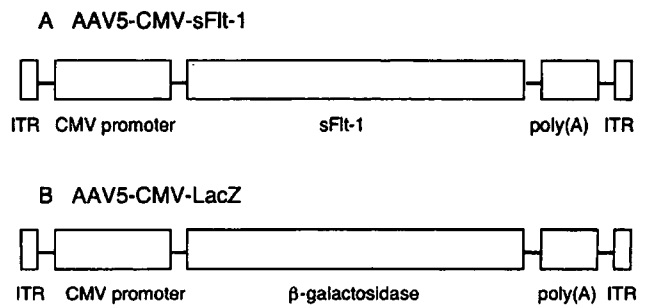 A AAV5-CMV-sFlt-1
ITR CMV promoter sFlt-1 poly(A) ITR
B AAV5-CMV-LacZ
ITR CMV promoter β-galactosidase poly(A) ITR